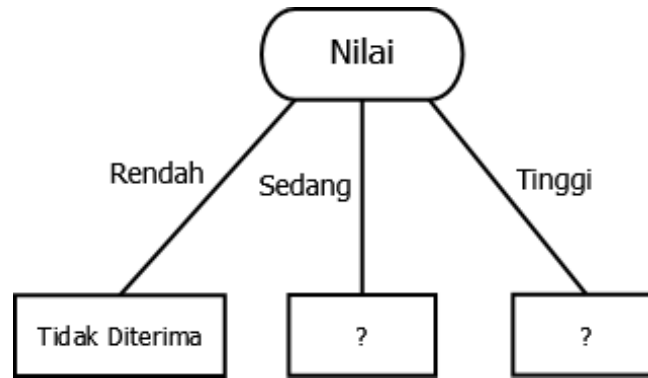 Nilai
Rendah
Sedang
Tinggi
Tidak Diterima
?
?